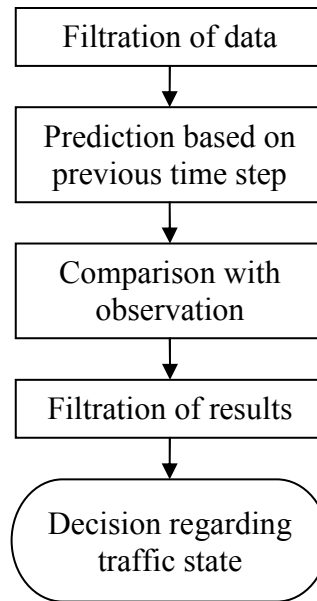 Filtration of data
Prediction based on
previous time step
Comparison with
observation
Filtration of results
Decision regarding
traffic state